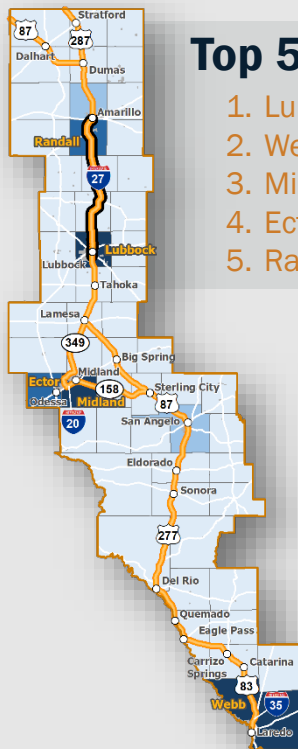 Stratford
87
287
Dalhart
Dumas
Top 5
Amarillo
1. Lu
2. We
Randall
3. Mi
4. Ect
27
5. Ra
Lubbock
Lubbock
Tahoka
Lamesa
349
Big Spring
Ector
Midland
158
Sterling City
Odessa
Midland
87
20
San Angelo
Eldorado
Sonora
277
Del Rio
Quemado
Eagle Pass
Carrizo
Springs
Catarina
83
Webb
35
Laredo